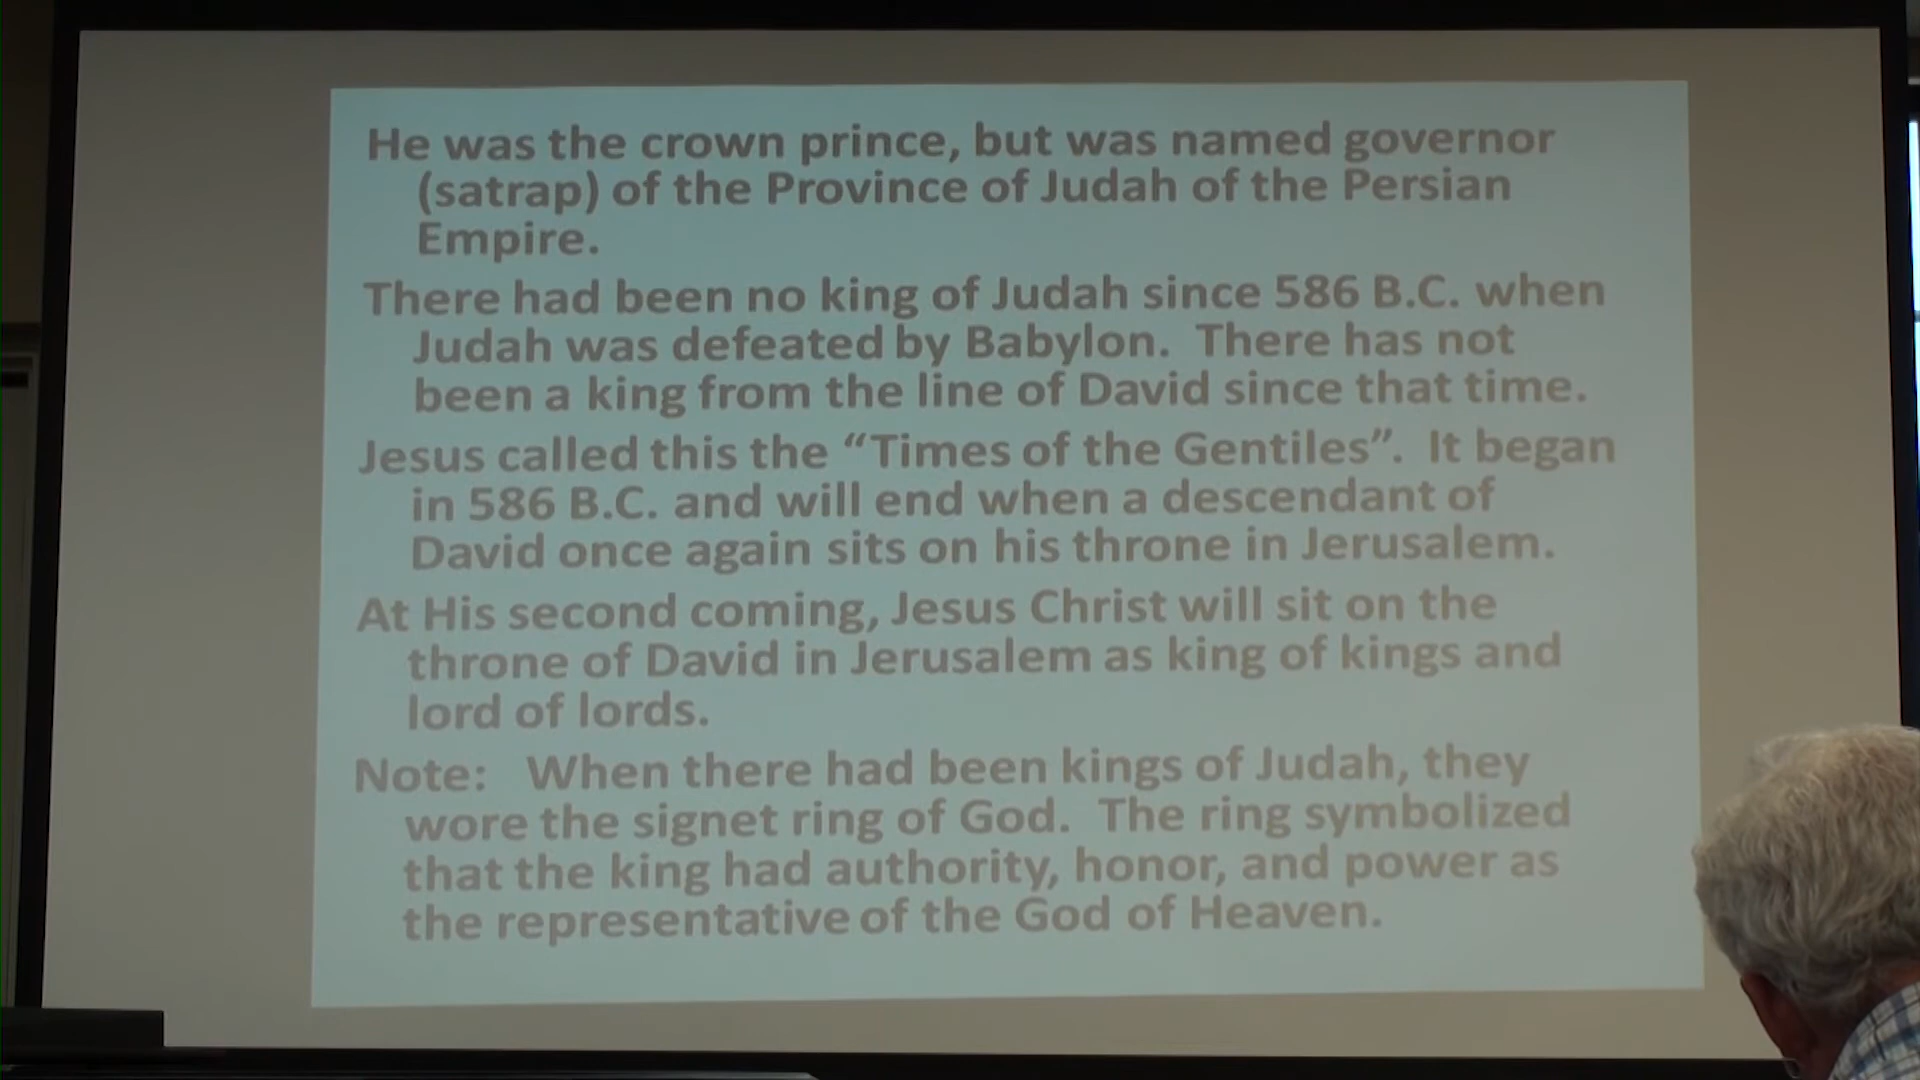 He was the crown prince, but was named governor
(satrap) of the Province of Judah of the Persian
Empire.
There had been no king of Judah since 586 B.C. when
Judah was defeated by Babylon.  There has not
been a king from the line of David since that time.
Jesus called this the “Times of the Gentiles”.  It began
in 586 B.C. and will end when a descendant of
David once again sits on his throne in Jerusalem.
At His second coming, Jesus Christ will sit on the
throne of David in Jerusalem as king of kings and
lord of lords.
Note:   When there had been kings of Judah, they
wore the signet ring of God.  The ring symbolized
that the king had authority, honor, and power as
the representative of the God of Heaven.